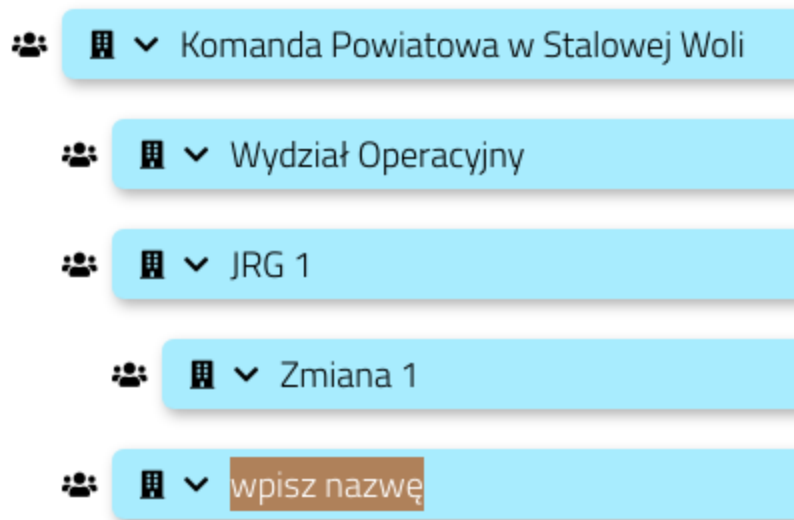 Komanda Powiatowa w Stalowej Woli
Wydział Operacyjny
JRG 1
Zmiana 1
wpisz nazwę